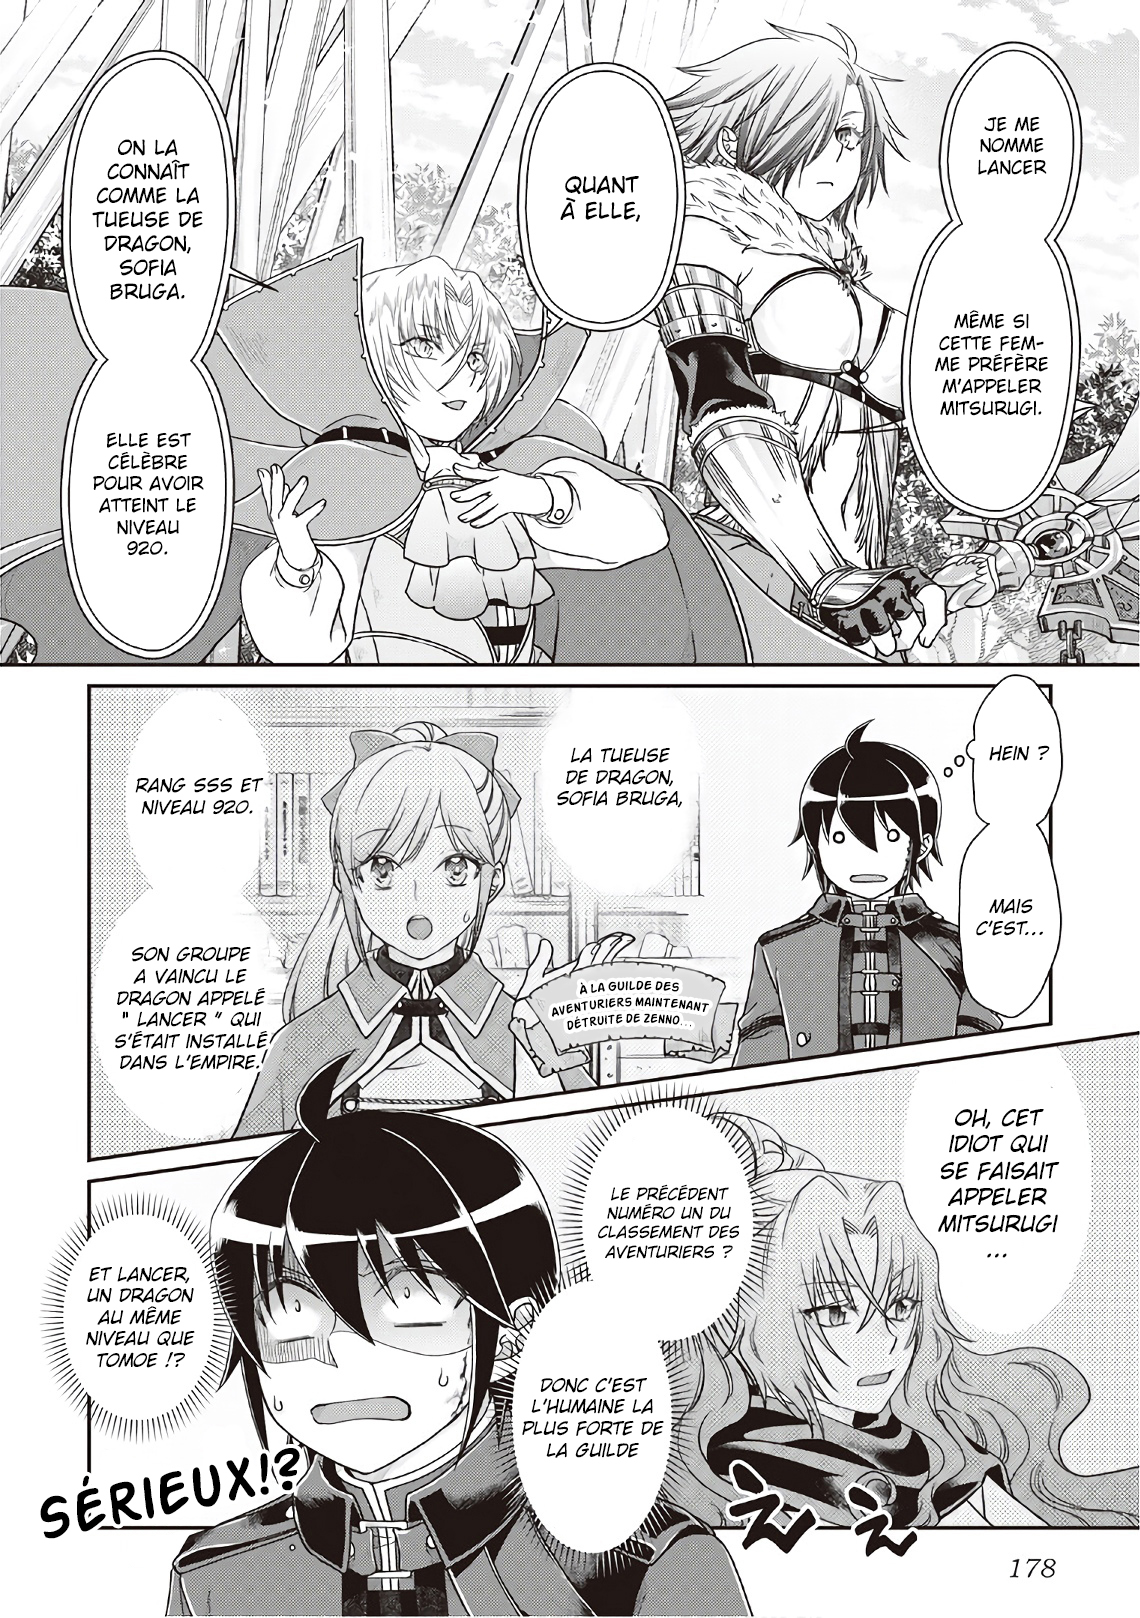 JE ME
NOMME
LANCER
MÊME SI
CETTE FEM-
ME PRÉFÈRE
M'APPELER
MITSURUGI.
QUANT
À ELLE,
ON LA
CONNAÎT
COMME LA
TUEUSE DE
DRAGON,
SOFIA
BRUGA.
ELLE EST
CÉLÈBRE
POUR AVOIR
ATTEINT LE
NIVEAU
920.
HEIN ?
MAIS
C'EST...
LA TUEUSE
DE DRAGON,
SOFIA BRUGA,
À LA GUILDE DES
AVENTURIERS MAINTENANT
DÉTRUITE DE ZENNO...
RANG SSS ET
NIVEAU 920.
SON GROUPE
A VAINCU LE
DRAGON APPELÉ
" LANCER " QUI
S'ÉTAIT INSTALLÉ
DANS L'EMPIRE.
OH, CET
IDIOT QUI
SE FAISAIT
APPELER
MITSURUGI
...
LE PRÉCÉDENT
NUMÉRO UN DU
CLASSEMENT DES
AVENTURIERS ?
DONC C'EST
L'HUMAINE LA
PLUS FORTE DE
LA GUILDE
ET LANCER,
UN DRAGON
AU MÊME
NIVEAU QUE
TOMOE !?
SÉRIEUX!?
ええ
178